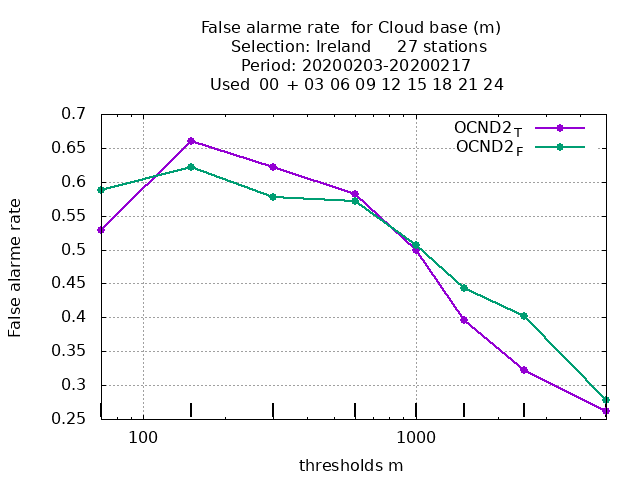 False alarme rate for Cloud base (m)
Selection: Ireland 27 stations
Period: 20200203-20200217
Used 00 + 03 06 09 12 15 18 21 24
OCND2T
OCND2F
0.7
0.65
0.6
0.55
0.5
0.45
0.4
0.35
0.3
0.25
False alarme rate
100
1000
thresholds m